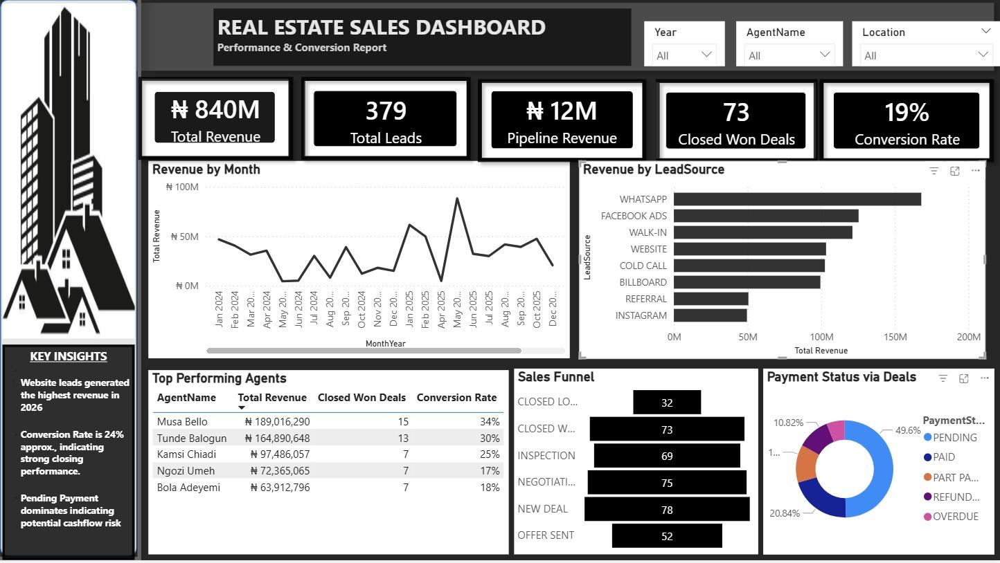 REAL ESTATE SALES DASHBOARD
Performance & Conversion Report
Year
All
AgentName
All
Location
All
₦ 840M
Total Revenue
379
Total Leads
₦ 12M
Pipeline Revenue
73
Closed Won Deals
19%
Conversion Rate
Revenue by Month
₦ 100M
₦ 50M
₦ 0M
Total Revenue
Jan 2024
Feb 2024
Mar 20...
Apr 2024
May 20...
Jun 2024
Jul 2024
Aug 20...
Sep 20...
Oct 2024
Nov 20...
Dec 20...
Jan 2025
Feb 2025
Apr 2025
May 20...
Jun 2025
Jul 2025
Aug 20...
Sep 20...
Oct 2025
Dec 20...
MonthYear
Revenue by LeadSource
LeadSource
WHATSAPP
FACEBOOK ADS
WALK-IN
WEBSITE
COLD CALL
BILLBOARD
REFERRAL
INSTAGRAM
0M 50M 100M 150M 200M
Total Revenue
KEY INSIGHTS
Website leads generated
the highest revenue in
2026
Conversion Rate is 24%
approx., indicating
strong closing
performance.
Pending Payment
dominates indicating
potential cashflow risk
Top Performing Agents
AgentName Total Revenue Closed Won Deals Conversion Rate
Musa Bello ₦ 189,016,290 15 34%
Tunde Balogun ₦ 164,890,648 13 30%
Kamsi Chiadi ₦ 97,486,057 7 25%
Ngozi Umeh ₦ 72,365,065 7 17%
Bola Adeyemi ₦ 63,912,796 7 18%
Sales Funnel
CLOSED LO... 32
CLOSED W... 73
INSPECTION 69
NEGOTIATI... 75
NEW DEAL 78
OFFER SENT 52
Payment Status via Deals
10.82%
49.6%
1...
20.84%
PaymentSt...
PENDING
PAID
PART PA...
REFUND...
OVERDUE